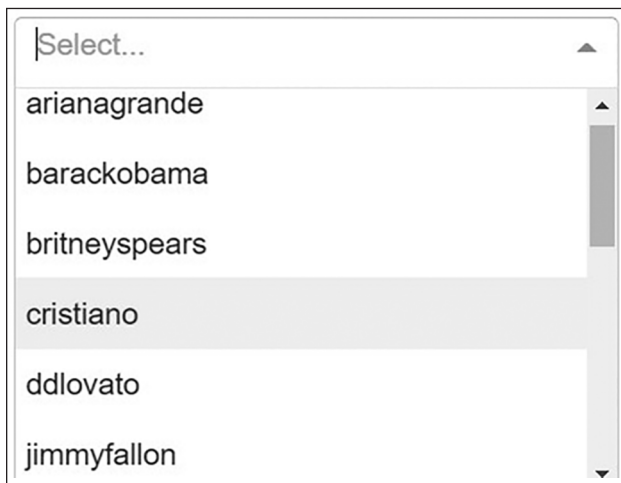 Select...
arianagrande
barackobama
britneyspears
cristiano
ddlovato
jimmyfallon